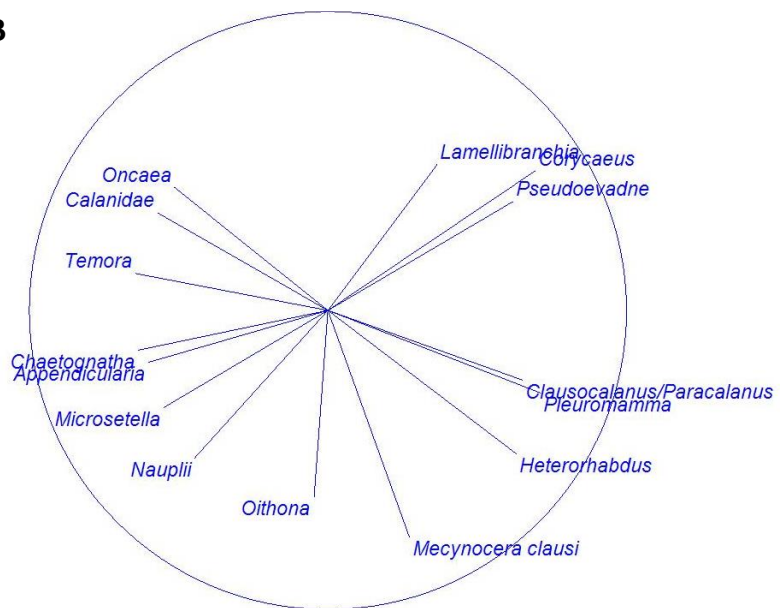 B
Lamellibranchia
Corycaeus
Oncaea
Pseudoevadne
Calanidae
Temora
Chaetognatha
Appendicularia
Clausocalanus/Paracalanus
Pleuromamma
Microsetella
Nauplii
Heterorhabdus
Oithona
Mecynocera clausi